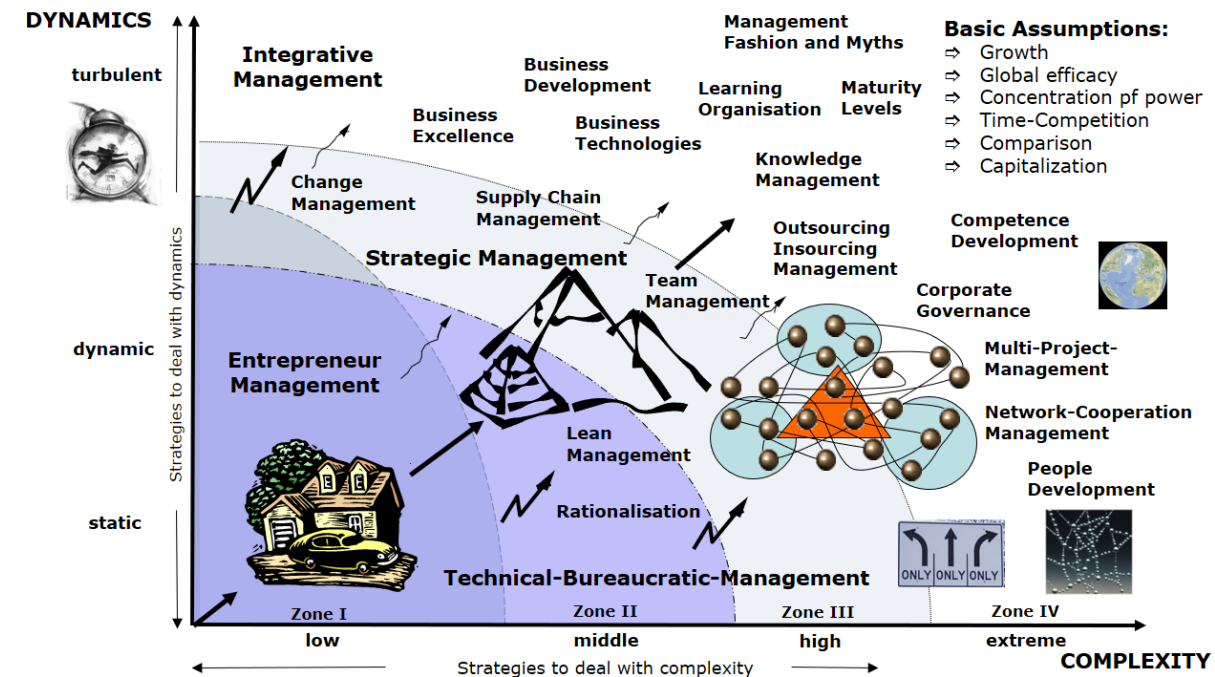 DYNAMICS
turbulent
dynamic
static
Strategies to deal with dynamics
Integrative
Management
Business
Excellence
Business
Development
Business
Technologies
Management
Fashion and Myths
Learning
Organisation
Maturity
Levels
Basic Assumptions:
⇨ Growth
⇨ Global efficacy
⇨ Concentration pf power
⇨ Time-Competition
⇨ Comparison
⇨ Capitalization
Change
Management
Supply Chain
Management
Knowledge
Management
Strategic Management
Team
Management
Outsourcing
Insourcing
Management
Competence
Development
Corporate
Governance
Entrepreneur
Management
Multi-Project-
Management
Network-Cooperation
Management
Lean
Management
Rationalisation
People
Development
ONLY ONLY ONLY
Technical-Bureaucratic-Management
Zone I
Zone II
Zone III
Zone IV
low
middle
high
extreme
Strategies to deal with complexity
COMPLEXITY